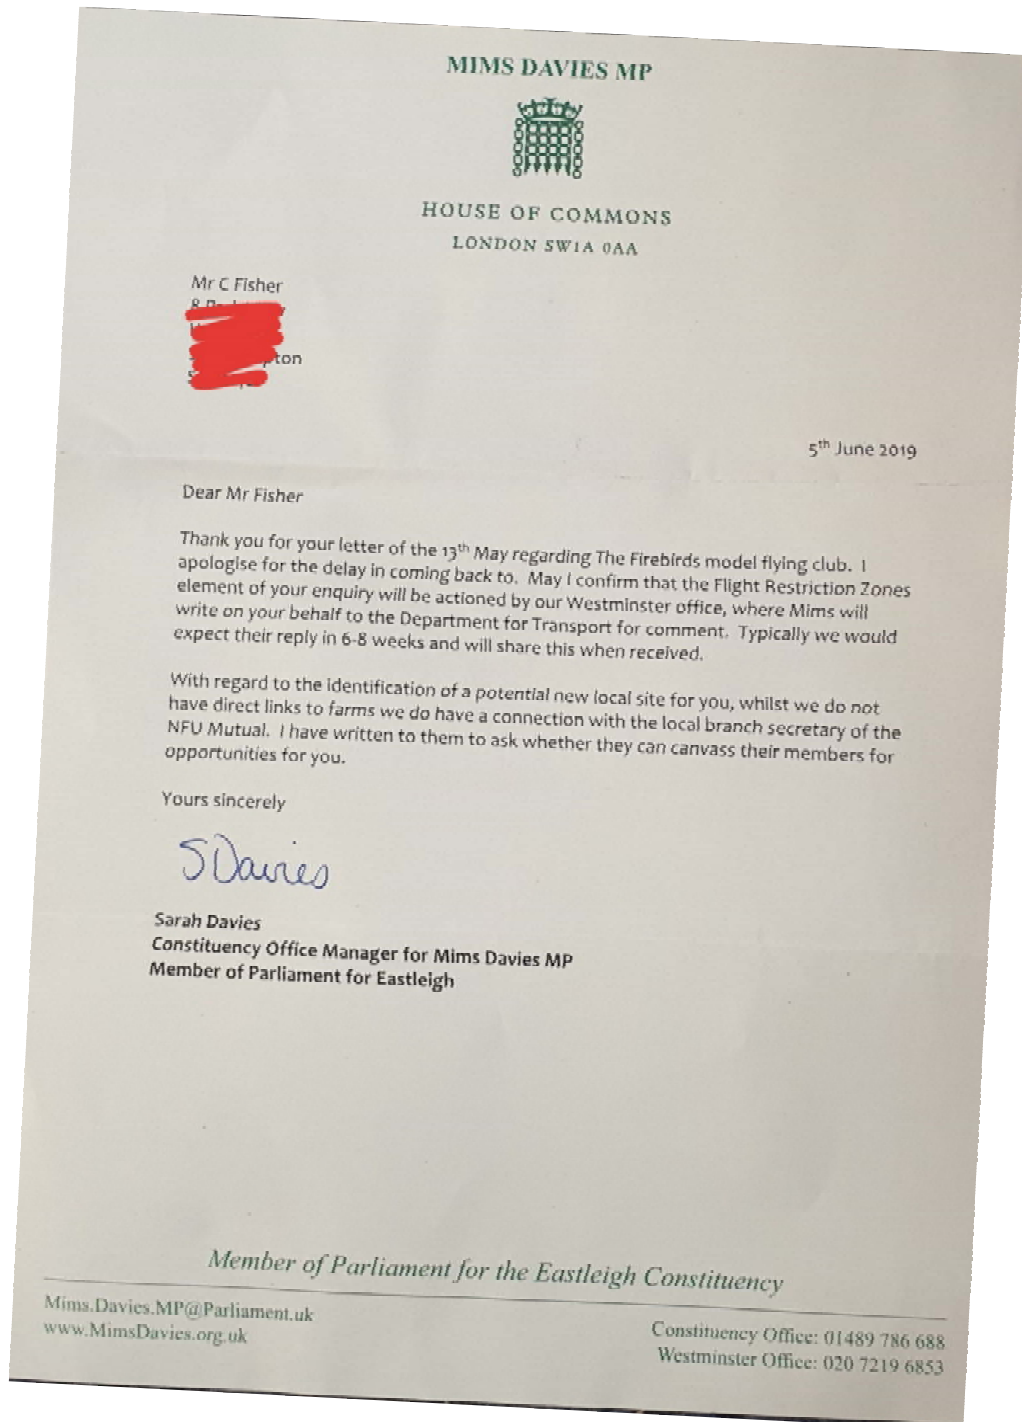 MIMS DAVIES MP
HOUSE OF COMMONS
LONDON SW1A 0AA
Mr C Fisher
ton
5th June 2019
Dear Mr Fisher
Thank you for your letter of the 13th May regarding The Firebirds model flying club. I
apologise for the delay in coming back to. May I confirm that the Flight Restriction Zones
element of your enquiry will be actioned by our Westminster office, where Mims will
write on your behalf to the Department for Transport for comment. Typically we would
expect their reply in 6-8 weeks and will share this when received.
With regard to the identification of a potential new local site for you, whilst we do not
have direct links to farms we do have a connection with the local branch secretary of the
NFU Mutual. I have written to them to ask whether they can canvass their members for
opportunities for you.
Yours sincerely
S Davies
Sarah Davies
Constituency Office Manager for Mims Davies MP
Member of Parliament for Eastleigh
Member of Parliament for the Eastleigh Constituency
Mims.Davies.MP@Parliament.uk
www.MimsDavies.org.uk
Constituency Office: 01489 786 688
Westminster Office: 020 7219 6853